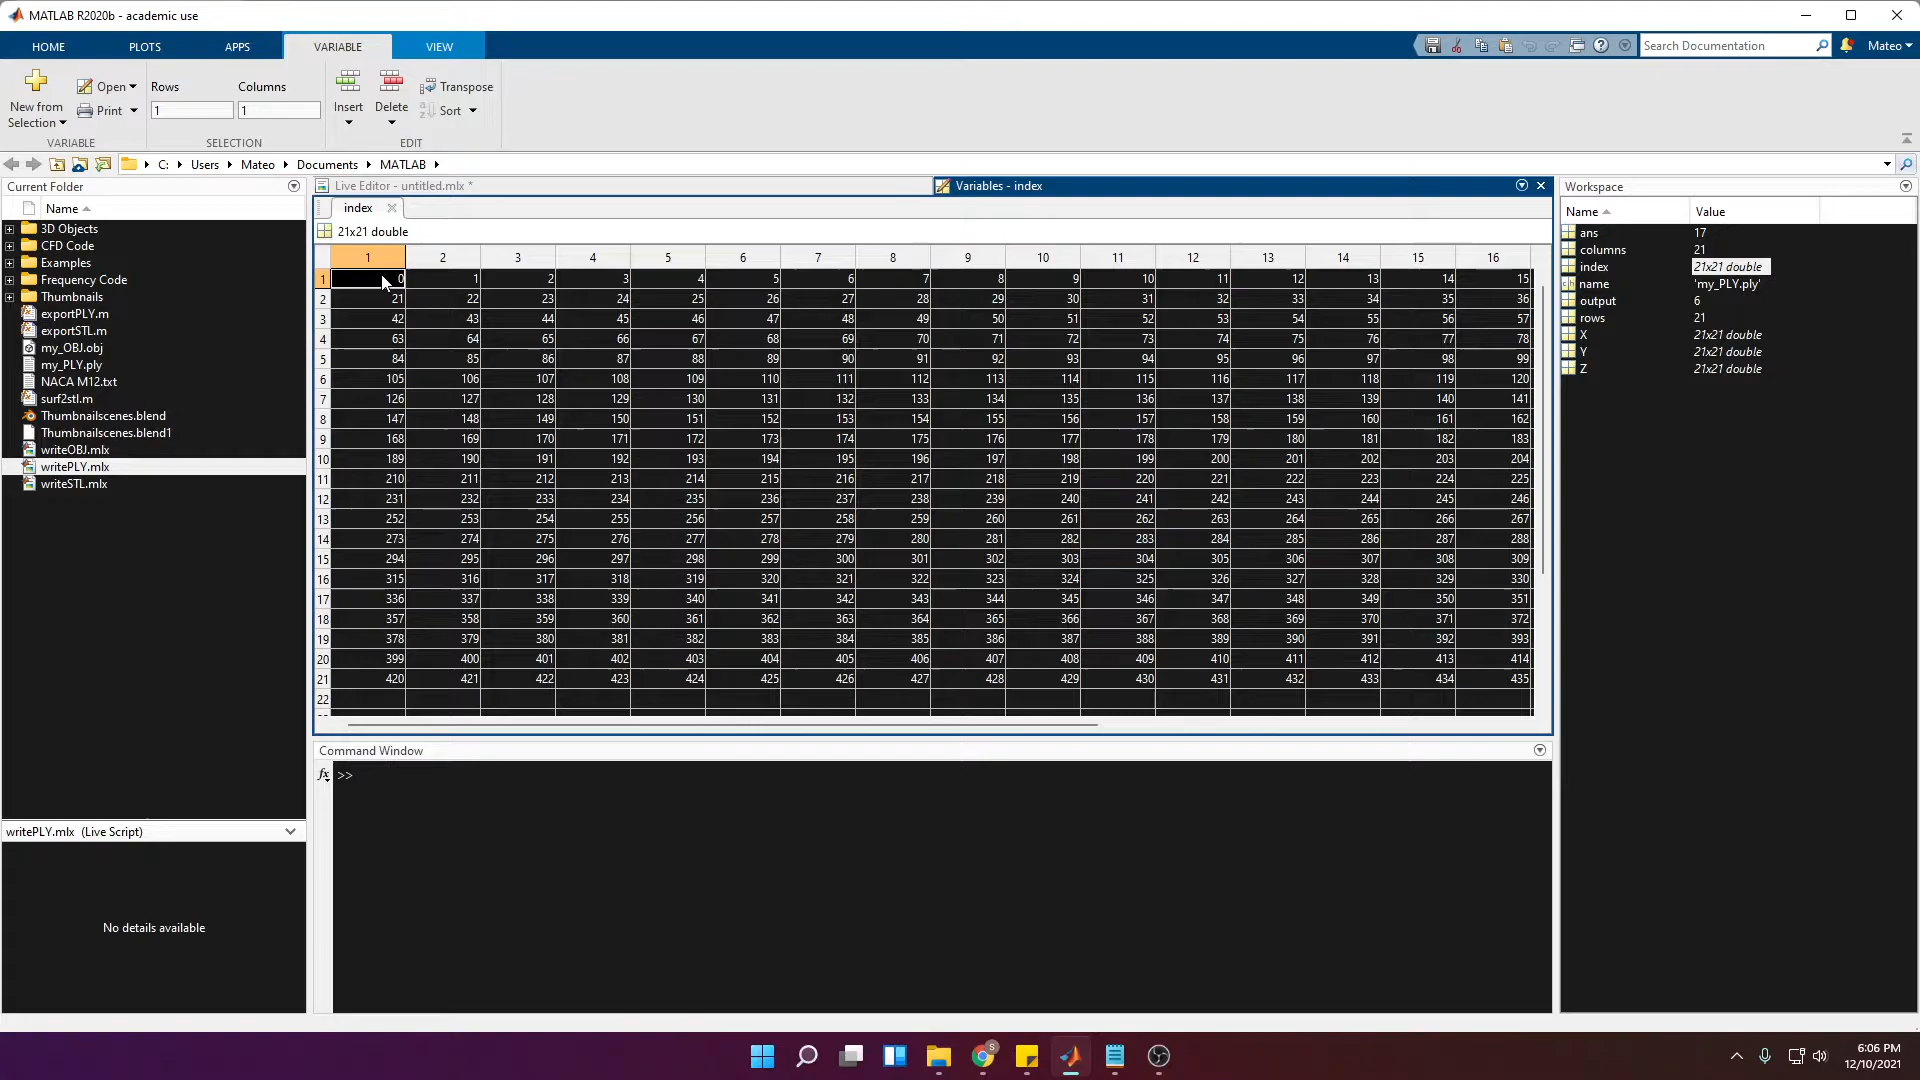 MATLAB R2020b - academic use
HOME PLOTS APPS VARIABLE VIEW
Search Documentation
Mateo
New from Selection
Open
Print
Rows Columns
1 1
Insert
Delete
Transpose
Sort
VARIABLE SELECTION EDIT
C: Users Mateo Documents MATLAB
Current Folder
Name
3D Objects
CFD Code
Examples
Frequency Code
Thumbnails
exportPLY.m
exportSTL.m
my_OBJ.obj
my_PLY.ply
NACA M12.txt
surf2stl.m
Thumbnailscenes.blend
Thumbnailscenes.blend1
writeOBJ.mlx
writePLY.mlx
writeSTL.mlx
writePLY.mlx (Live Script)
No details available
Live Editor - untitled.mlx *
Variables - index
index
21x21 double
1 2 3 4 5 6 7 8 9 10 11 12 13 14 15 16
1 0 1 2 3 4 5 6 7 8 9 10 11 12 13 14 15
2 21 22 23 24 25 26 27 28 29 30 31 32 33 34 35 36
3 42 43 44 45 46 47 48 49 50 51 52 53 54 55 56 57
4 63 64 65 66 67 68 69 70 71 72 73 74 75 76 77 78
5 84 85 86 87 88 89 90 91 92 93 94 95 96 97 98 99
6 105 106 107 108 109 110 111 112 113 114 115 116 117 118 119 120
7 126 127 128 129 130 131 132 133 134 135 136 137 138 139 140 141
8 147 148 149 150 151 152 153 154 155 156 157 158 159 160 161 162
9 168 169 170 171 172 173 174 175 176 177 178 179 180 181 182 183
10 189 190 191 192 193 194 195 196 197 198 199 200 201 202 203 204
11 210 211 212 213 214 215 216 217 218 219 220 221 222 223 224 225
12 231 232 233 234 235 236 237 238 239 240 241 242 243 244 245 246
13 252 253 254 255 256 257 258 259 260 261 262 263 264 265 266 267
14 273 274 275 276 277 278 279 280 281 282 283 284 285 286 287 288
15 294 295 296 297 298 299 300 301 302 303 304 305 306 307 308 309
16 315 316 317 318 319 320 321 322 323 324 325 326 327 328 329 330
17 336 337 338 339 340 341 342 343 344 345 346 347 348 349 350 351
18 357 358 359 360 361 362 363 364 365 366 367 368 369 370 371 372
19 378 379 380 381 382 383 384 385 386 387 388 389 390 391 392 393
20 399 400 401 402 403 404 405 406 407 408 409 410 411 412 413 414
21 420 421 422 423 424 425 426 427 428 429 430 431 432 433 434 435
22
Command Window
fx >>
Workspace
Name Value
ans 17
columns 21
index 21x21 double
name 'my_PLY.ply'
output 6
rows 21
X 21x21 double
Y 21x21 double
Z 21x21 double
S
6:06 PM
12/10/2021